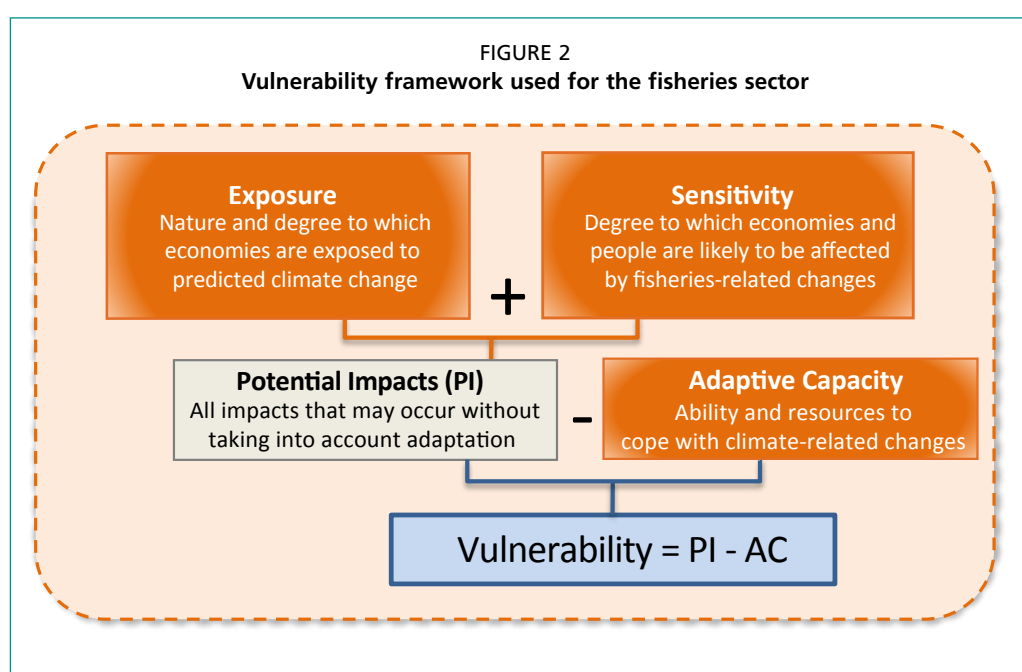 FIGURE 2
Vulnerability framework used for the fisheries sector
Exposure
Nature and degree to which
economies are exposed to
predicted climate change
+
Sensitivity
Degree to which economies and
people are likely to be affected
by fisheries-related changes
Potential Impacts (PI)
All impacts that may occur without
taking into account adaptation
-
Adaptive Capacity
Ability and resources to
cope with climate-related changes
Vulnerability = PI - AC